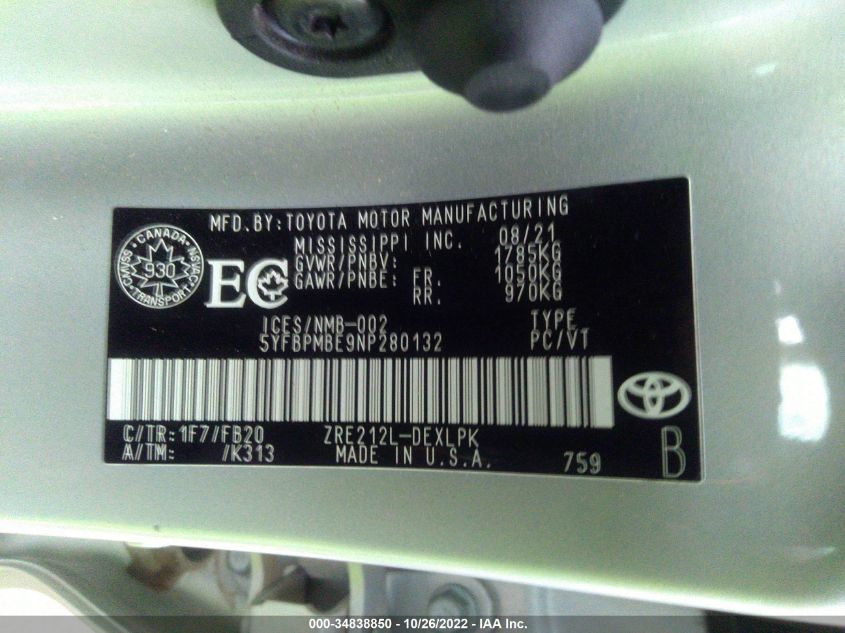 MFD.BY:TOYOTA MOTOR MANUFACTURING
MISSISSIPPI INC. 08/21
GVWR/PNBV: 1785KG
GAWR/PNBE: FR. 1050KG
RR. 970KG
CANADA
930
TRANSPORT
EC
ICES/NMB-002 TYPE
5YFBPMBE9NP280132 PC/VT
C/TR:1F7/FB20 ZRE212L-DEXLPK
A/TM: /K313 MADE IN U.S.A. 759 B
000-34838850 - 10/26/2022 - IAA Inc.